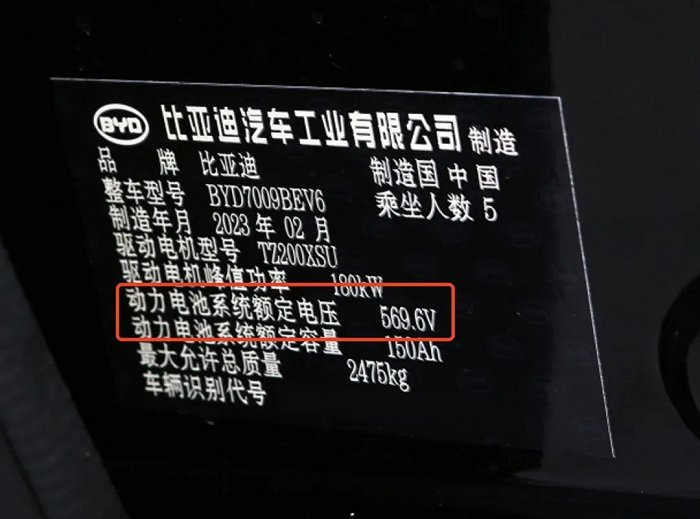 BYD 比亚迪汽车工业有限公司 制造
品 牌 比亚迪 制造国 中国
整车型号 BYD7009BEV6 乘坐人数 5
制造年月 2023 年 02 月
驱动电机型号 TZ200XSU
驱动电机峰值功率 180kW
动力电池系统额定电压 569.6V
动力电池系统额定容量 150Ah
最大允许总质量 2475kg
车辆识别代号